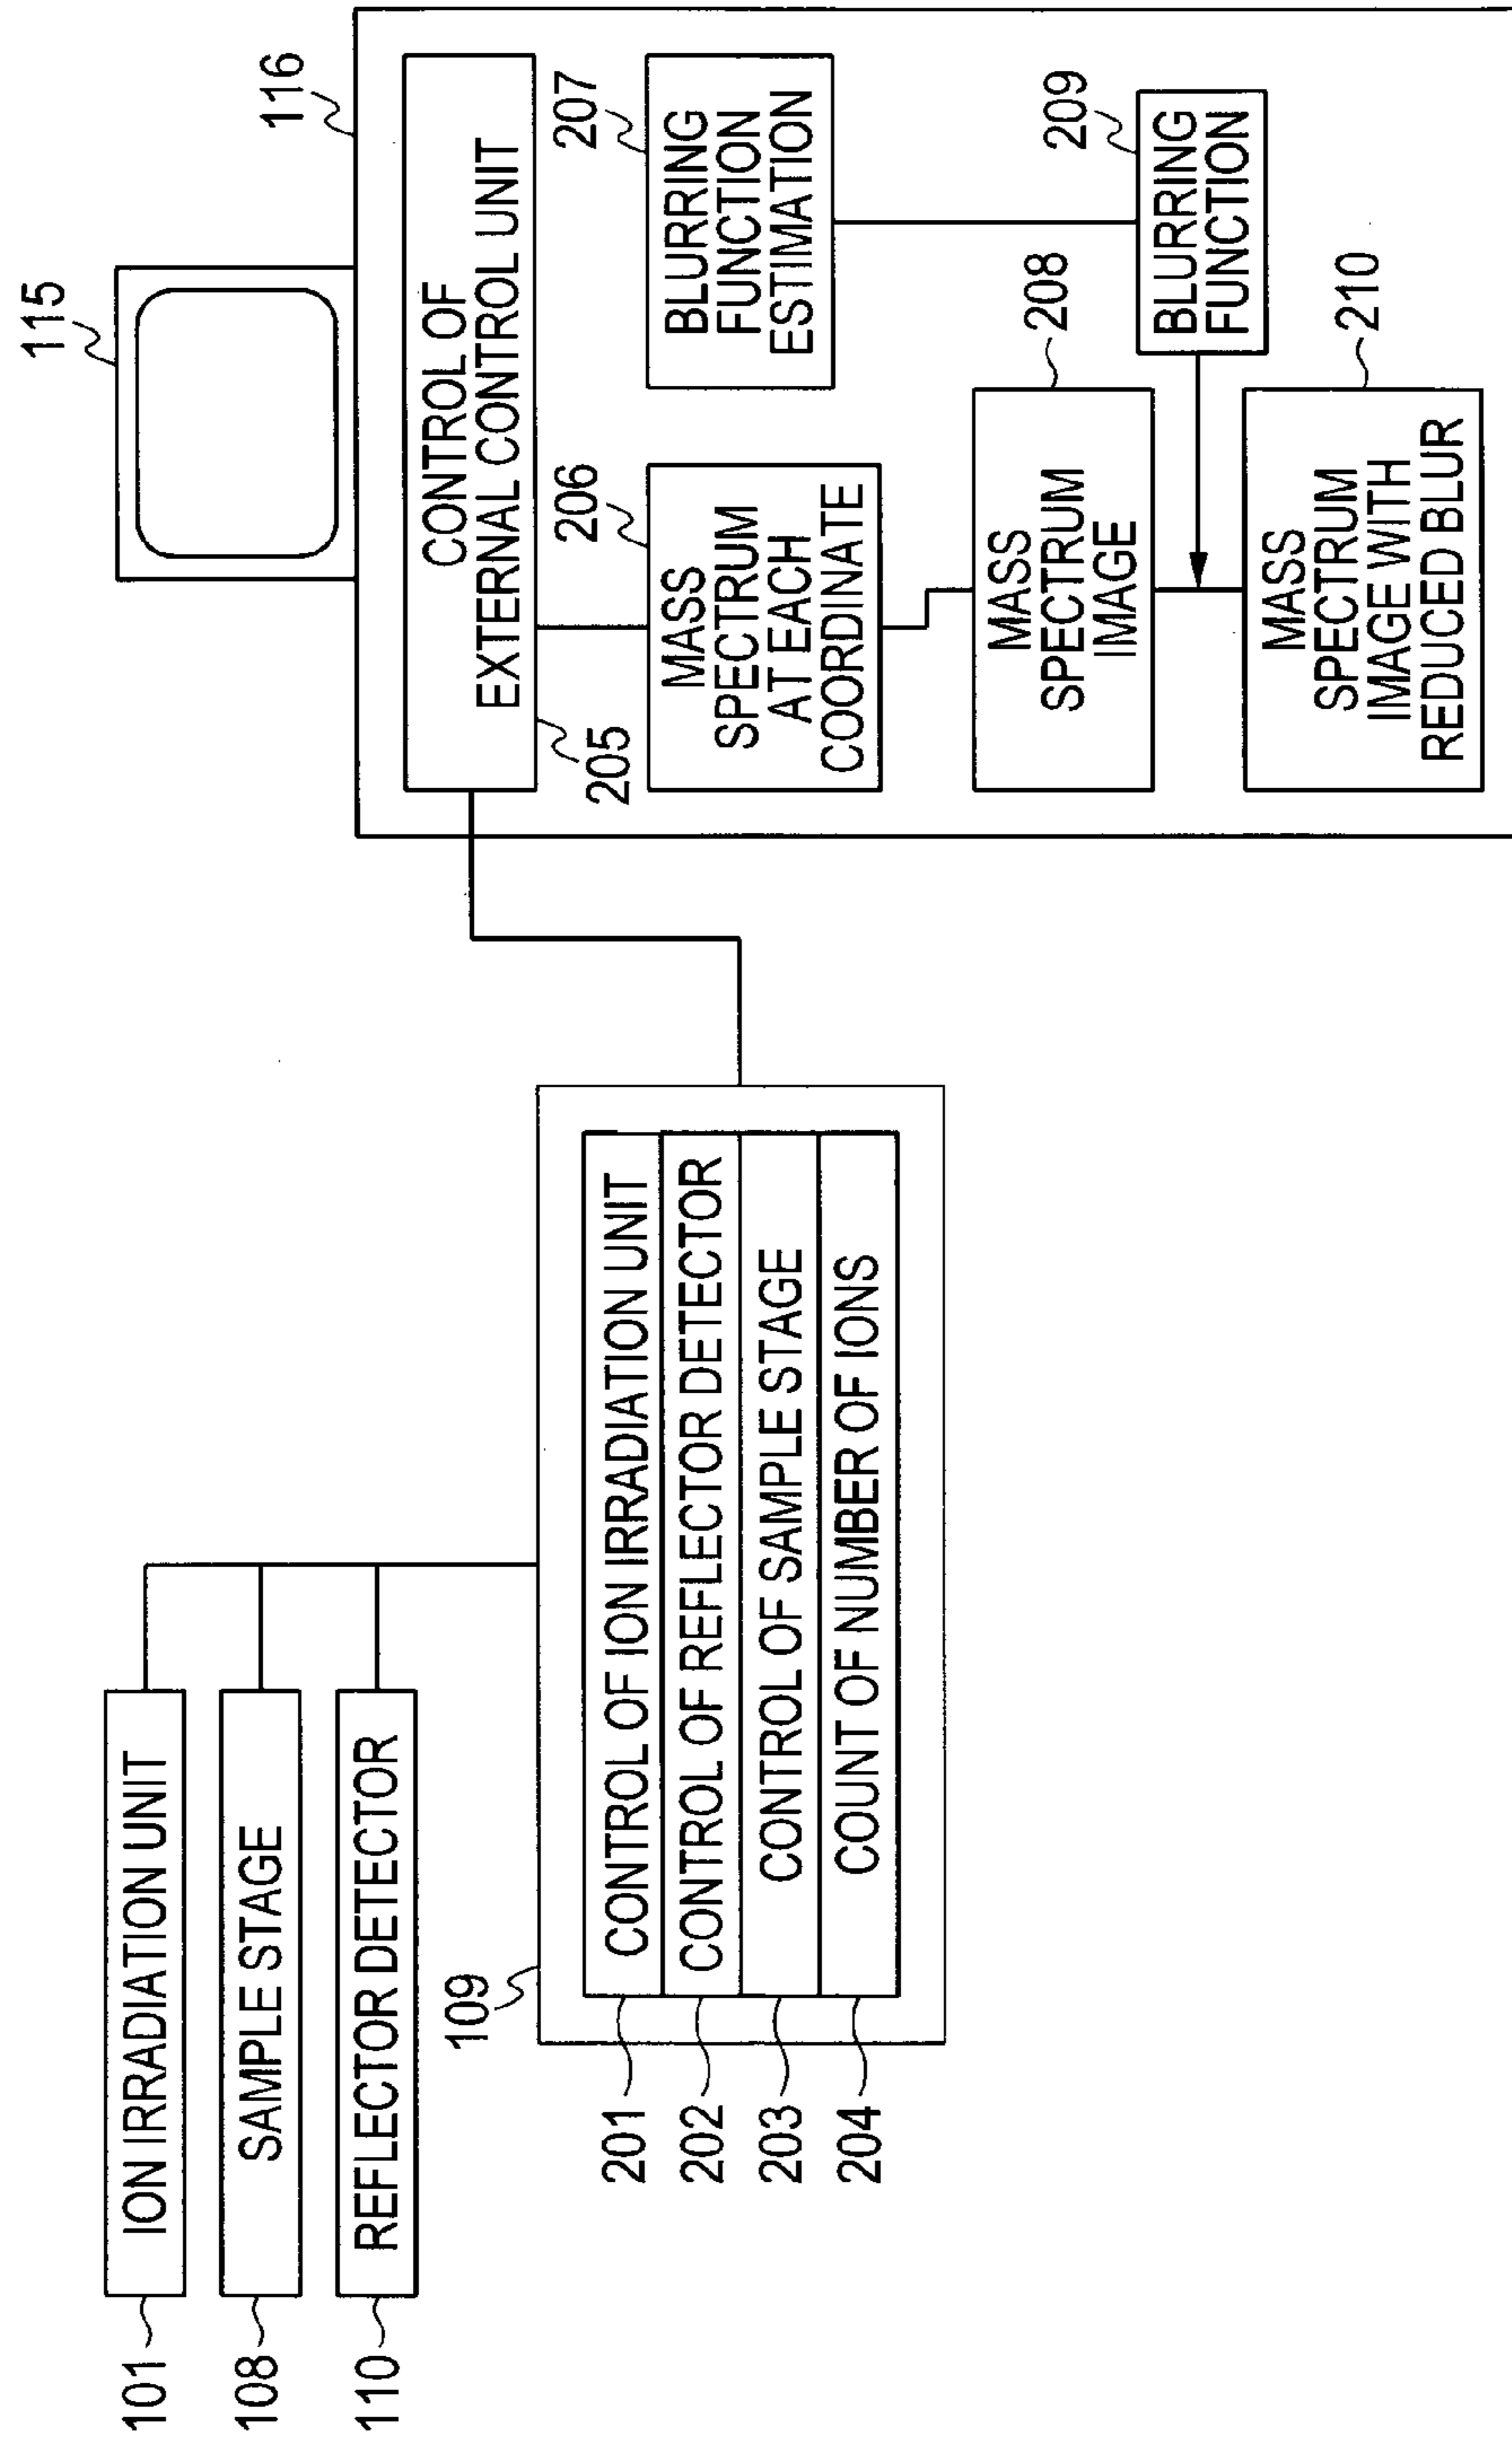 101
ION IRRADIATION UNIT
108
SAMPLE STAGE
110
REFLECTOR DETECTOR
109
201
CONTROL OF ION IRRADIATION UNIT
202
CONTROL OF REFLECTOR DETECTOR
203
CONTROL OF SAMPLE STAGE
204
COUNT OF NUMBER OF IONS
115
116
205
CONTROL OF
EXTERNAL CONTROL UNIT
206
MASS
SPECTRUM
AT EACH
COORDINATE
207
BLURRING
FUNCTION
ESTIMATION
208
MASS
SPECTRUM
IMAGE
209
BLURRING
FUNCTION
210
MASS
SPECTRUM
IMAGE WITH
REDUCED BLUR